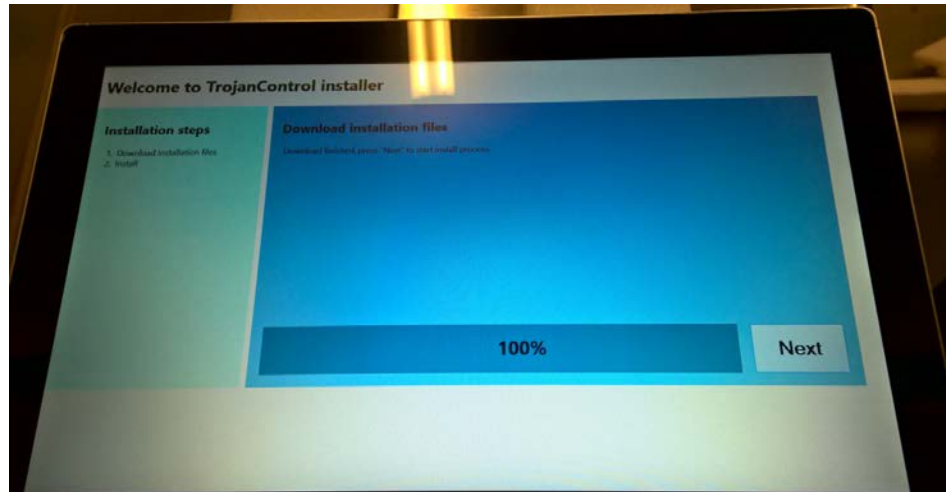 Welcome to TrojanControl installer
Installation steps
1. Download installation files
2. Install
Download installation files
Download finished, press "Next" to start install process.
100%
Next